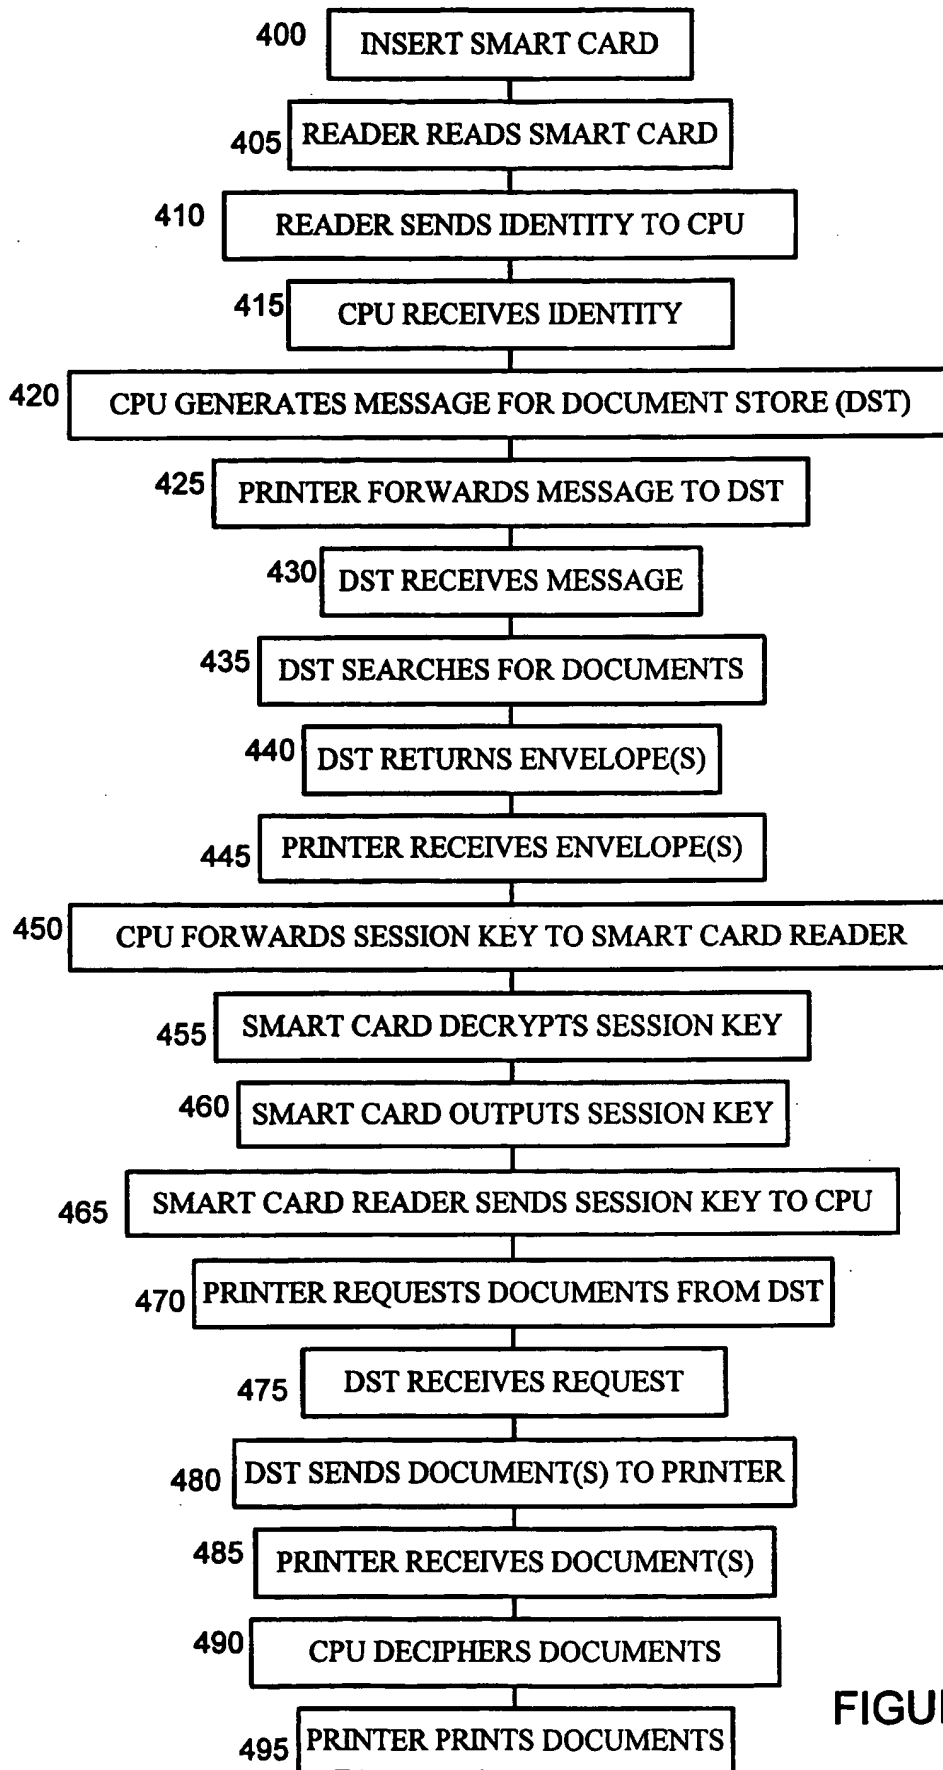 400 INSERT SMART CARD
405 READER READS SMART CARD
410 READER SENDS IDENTITY TO CPU
415 CPU RECEIVES IDENTITY
420 CPU GENERATES MESSAGE FOR DOCUMENT STORE (DST)
425 PRINTER FORWARDS MESSAGE TO DST
430 DST RECEIVES MESSAGE
435 DST SEARCHES FOR DOCUMENTS
440 DST RETURNS ENVELOPE(S)
445 PRINTER RECEIVES ENVELOPE(S)
450 CPU FORWARDS SESSION KEY TO SMART CARD READER
455 SMART CARD DECRYPTS SESSION KEY
460 SMART CARD OUTPUTS SESSION KEY
465 SMART CARD READER SENDS SESSION KEY TO CPU
470 PRINTER REQUESTS DOCUMENTS FROM DST
475 DST RECEIVES REQUEST
480 DST SENDS DOCUMENT(S) TO PRINTER
485 PRINTER RECEIVES DOCUMENT(S)
490 CPU DECIPHERS DOCUMENTS
495 PRINTER PRINTS DOCUMENTS